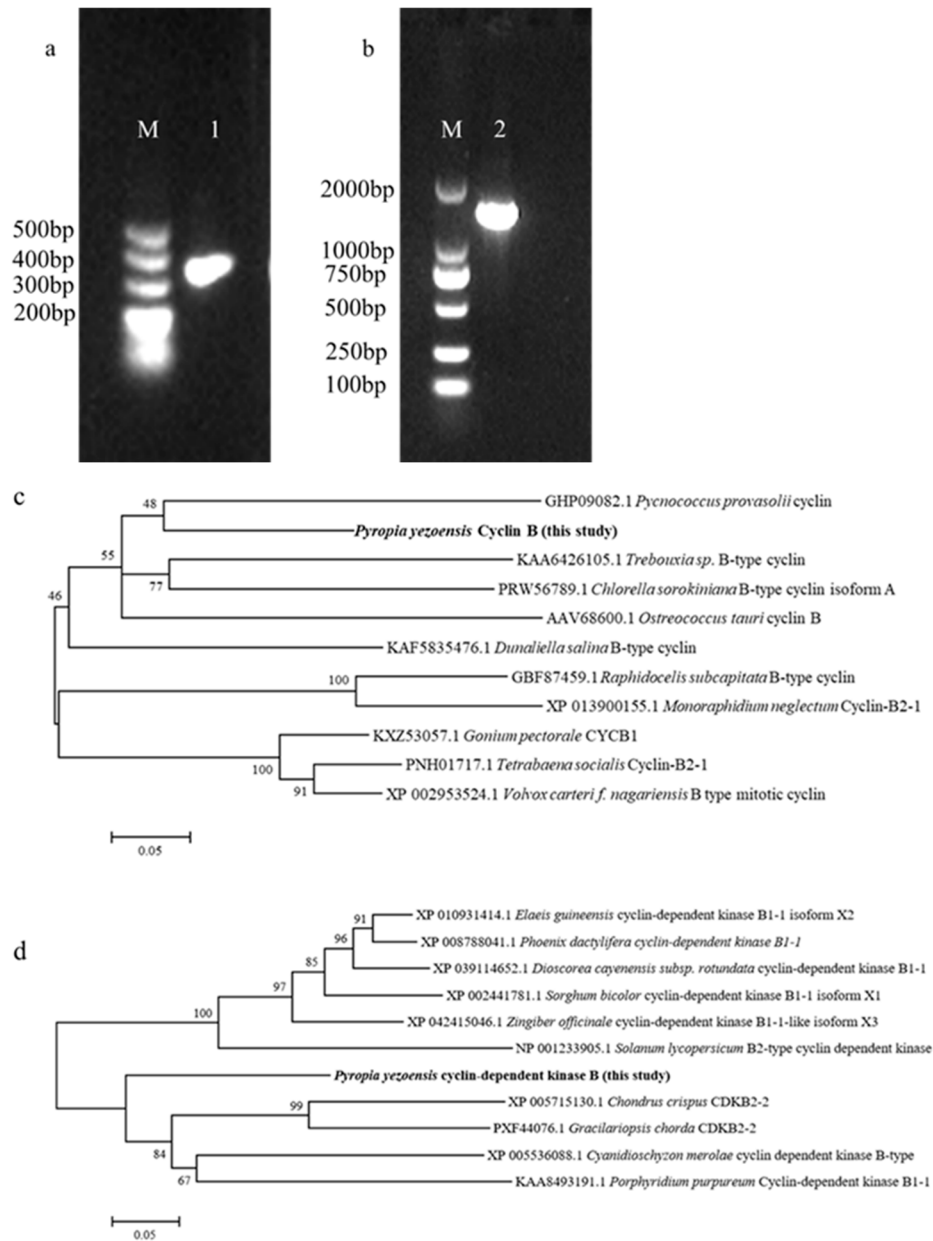 a
M 1
500bp
400bp
300bp
200bp
b
M 2
2000bp
1000bp
750bp
500bp
250bp
100bp
c
48
GHP09082.1 Pycnococcus provasolii cyclin
Pyropia yezoensis Cyclin B (this study)
55
KAA6426105.1 Trebouxia sp. B-type cyclin
77
PRW56789.1 Chlorella sorokiniana B-type cyclin isoform A
46
AAV68600.1 Ostreococcus tauri cyclin B
KAF5835476.1 Dunaliella salina B-type cyclin
100
GBF87459.1 Raphidocelis subcapitata B-type cyclin
XP 013900155.1 Monoraphidium neglectum Cyclin-B2-1
KXZ53057.1 Gonium pectorale CYCB1
100
PNH01717.1 Tetrabaena socialis Cyclin-B2-1
91
XP 002953524.1 Volvox carteri f. nagariensis B type mitotic cyclin
0.05
d
91
XP 010931414.1 Elaeis guineensis cyclin-dependent kinase B1-1 isoform X2
96
XP 008788041.1 Phoenix dactylifera cyclin-dependent kinase B1-1
85
XP 039114652.1 Dioscorea cayenensis subsp. rotundata cyclin-dependent kinase B1-1
97
XP 002441781.1 Sorghum bicolor cyclin-dependent kinase B1-1 isoform X1
100
XP 042415046.1 Zingiber officinale cyclin-dependent kinase B1-1-like isoform X3
NP 001233905.1 Solanum lycopersicum B2-type cyclin dependent kinase
Pyropia yezoensis cyclin-dependent kinase B (this study)
99
XP 005715130.1 Chondrus crispus CDKB2-2
PXF44076.1 Gracilariopsis chorda CDKB2-2
84
XP 005536088.1 Cyanidioschyzon merolae cyclin dependent kinase B-type
67
KAA8493191.1 Porphyridium purpureum Cyclin-dependent kinase B1-1
0.05